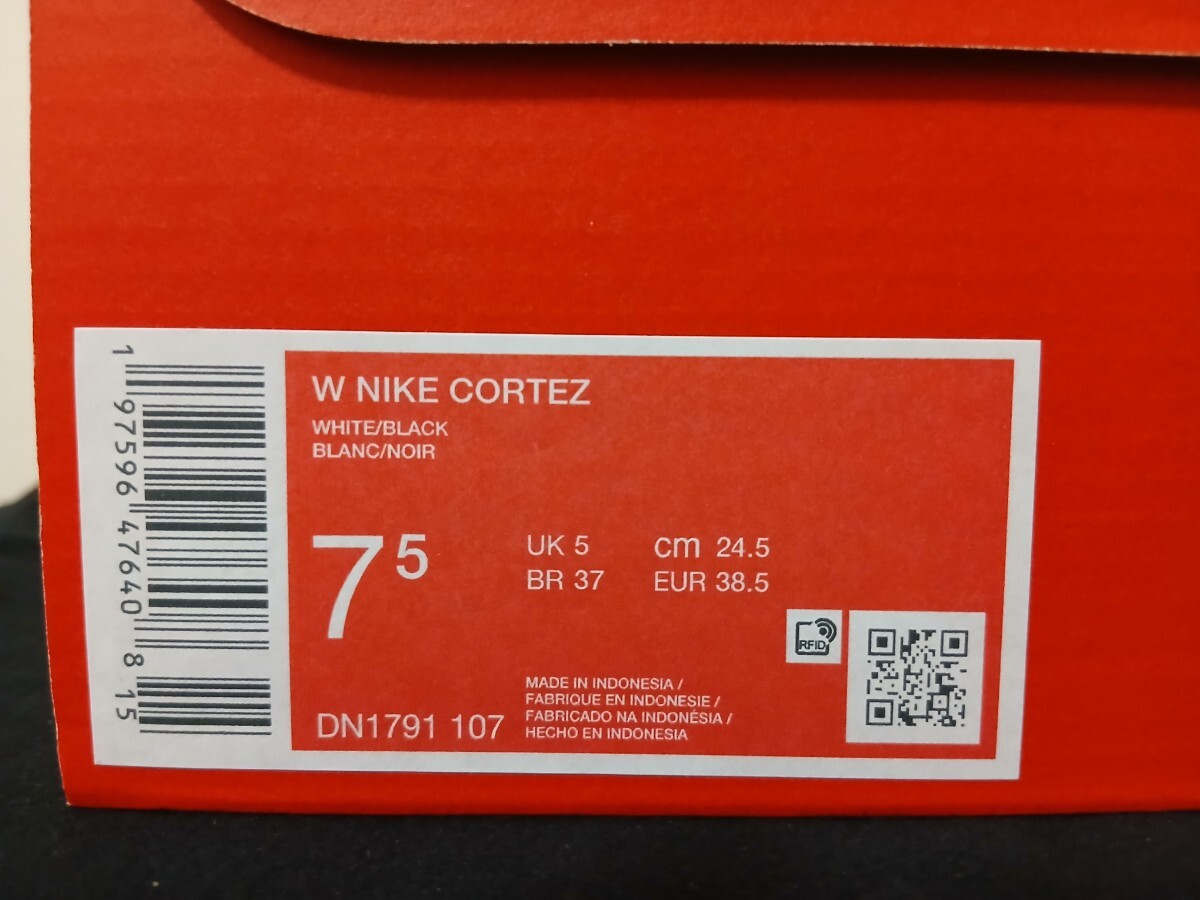 W NIKE CORTEZ
WHITE/BLACK
BLANC/NOIR
7 5
UK 5 cm 24.5
BR 37 EUR 38.5
RFID
DN1791 107
MADE IN INDONESIA /
FABRIQUE EN INDONESIE /
FABRICADO NA INDONÉSIA /
HECHO EN INDONESIA
1 97596 47640 8 15